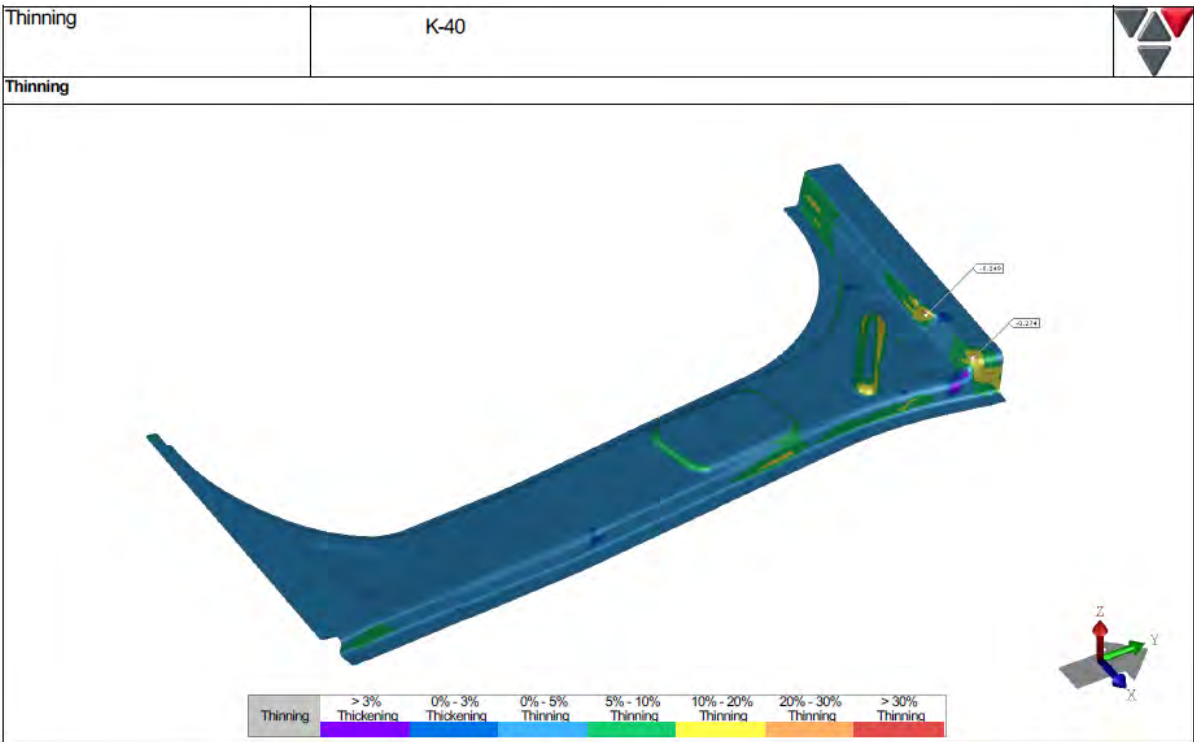 Thinning
K-40
Thinning
-0.249
-0.274
Z
Y
X
Thinning
> 3% Thickening
0% - 3% Thickening
0% - 5% Thinning
5% - 10% Thinning
10% - 20% Thinning
20% - 30% Thinning
> 30% Thinning